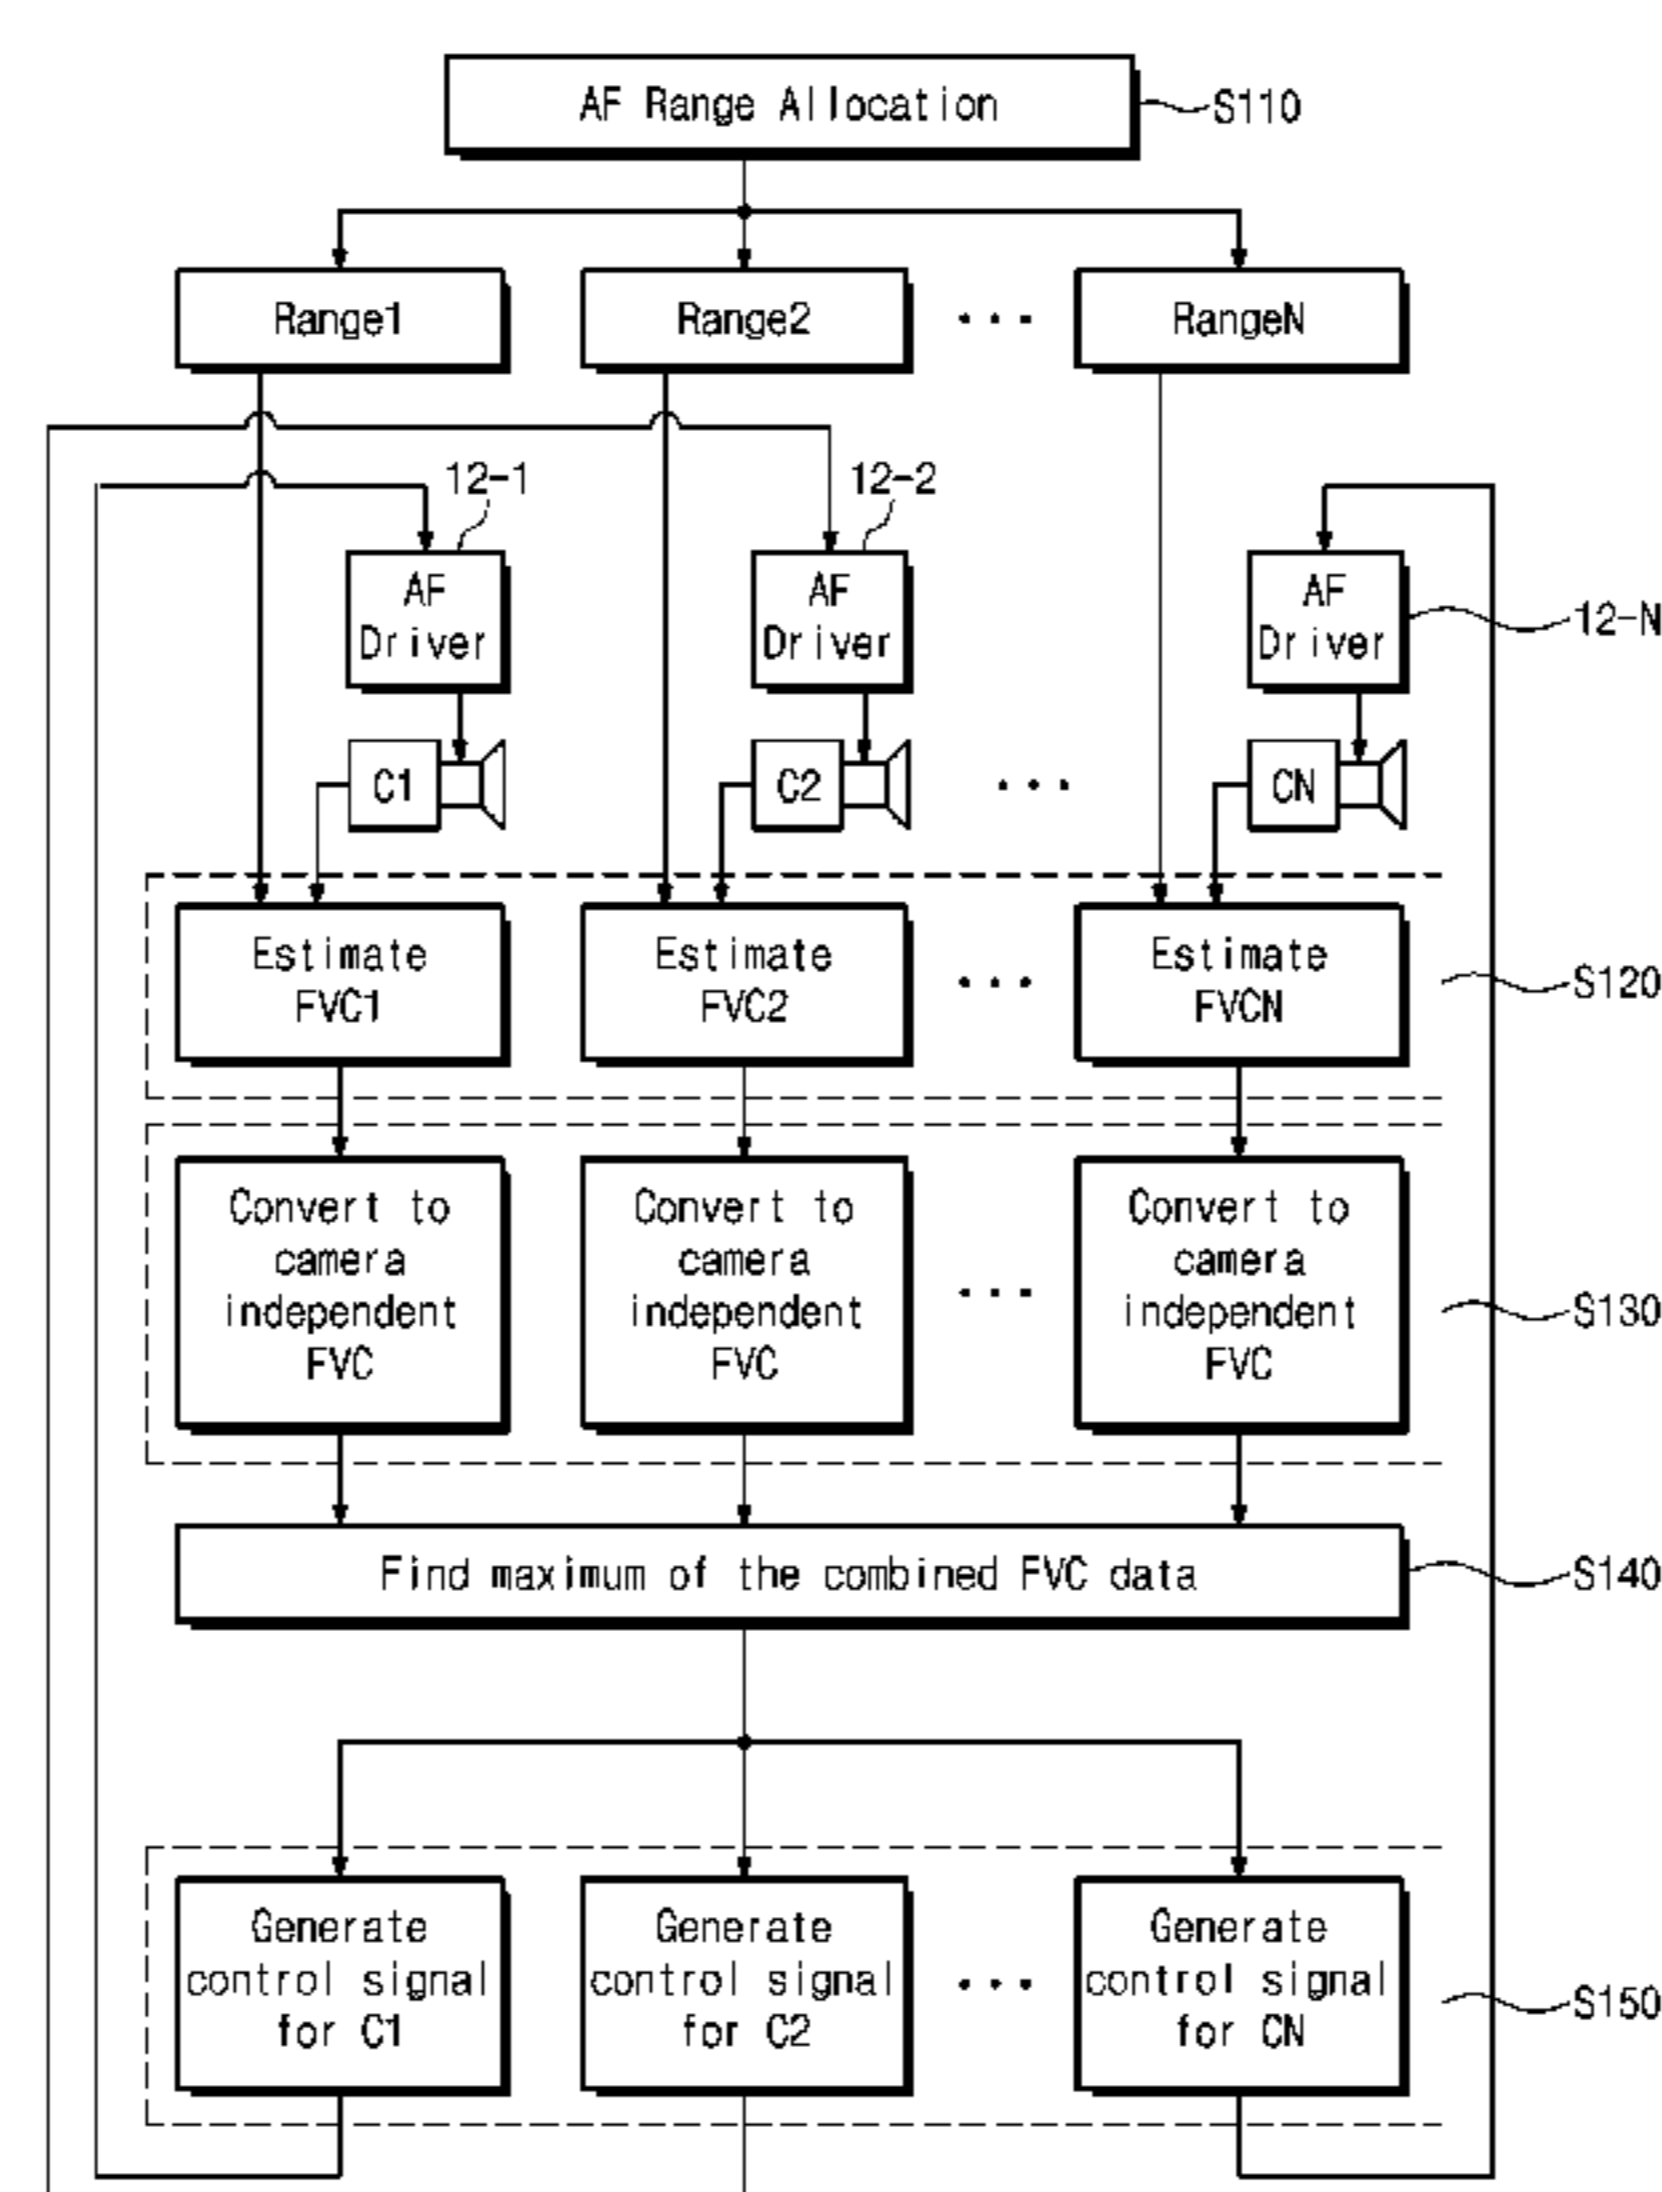 AF Range Allocation
S110
Range1
Range2
...
RangeN
12-1
12-2
AF
Driver
AF
Driver
AF
Driver
12-N
C1
C2
...
CN
Estimate
FVC1
Estimate
FVC2
...
Estimate
FVCN
S120
Convert to
camera
independent
FVC
Convert to
camera
independent
FVC
...
Convert to
camera
independent
FVC
S130
Find maximum of the combined FVC data
S140
Generate
control signal
for C1
Generate
control signal
for C2
...
Generate
control signal
for CN
S150